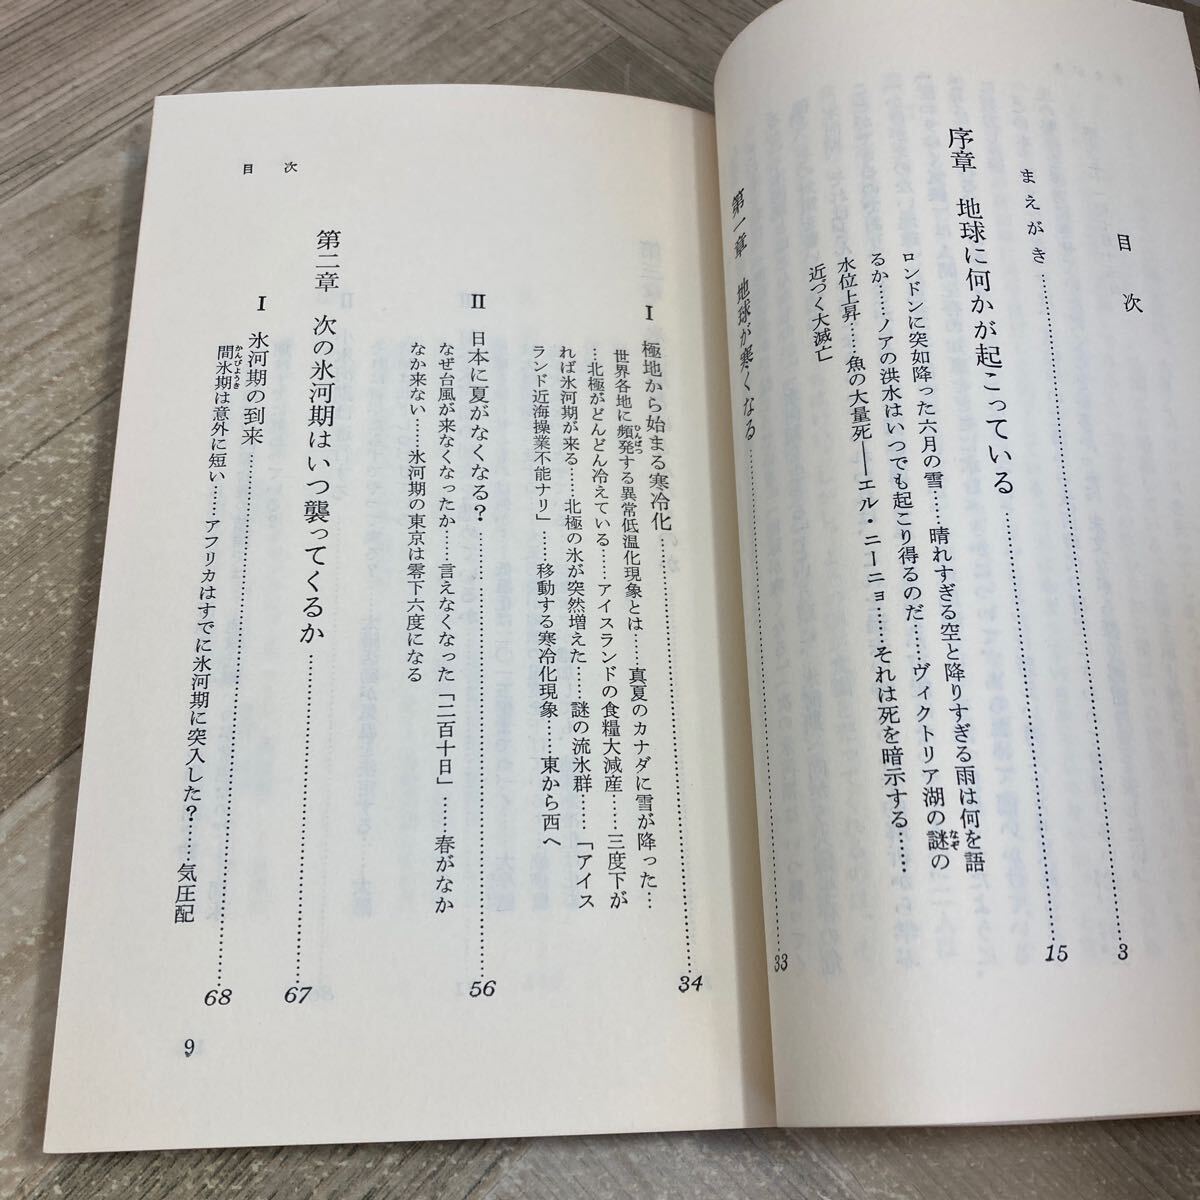 目次
まえがき……3
序章　地球に何かが起こっている……15
ロンドンに突如降った六月の雪……晴れすぎる空と降りすぎる雨は何を語
るか……ノアの洪水はいつでも起こり得るのだ……ヴィクトリア湖の謎の
なぞ
水位上昇……魚の大量死――エル・ニーニョ……それは死を暗示する……
近づく大滅亡
第一章　地球が寒くなる……33
Ⅰ　極地から始まる寒冷化……34
世界各地に頻発する異常低温化現象とは……真夏のカナダに雪が降った…
ひんぱつ
…北極がどんどん冷えている……アイスランドの食糧大減産……三度下が
れば氷河期が来る……北極の氷が突然増えた……謎の流氷群……「アイス
ランド近海操業不能ナリ」……移動する寒冷化現象……東から西へ
Ⅱ　日本に夏がなくなる？……56
なぜ台風が来なくなったか……言えなくなった「二百十日」……春がなか
なか来ない……氷河期の東京は零下六度になる
第二章　次の氷河期はいつ襲ってくるか……67
Ⅰ　氷河期の到来……68
間氷期は意外に短い……アフリカはすでに氷河期に突入した？……気圧配
かんぴょうき
目次
9